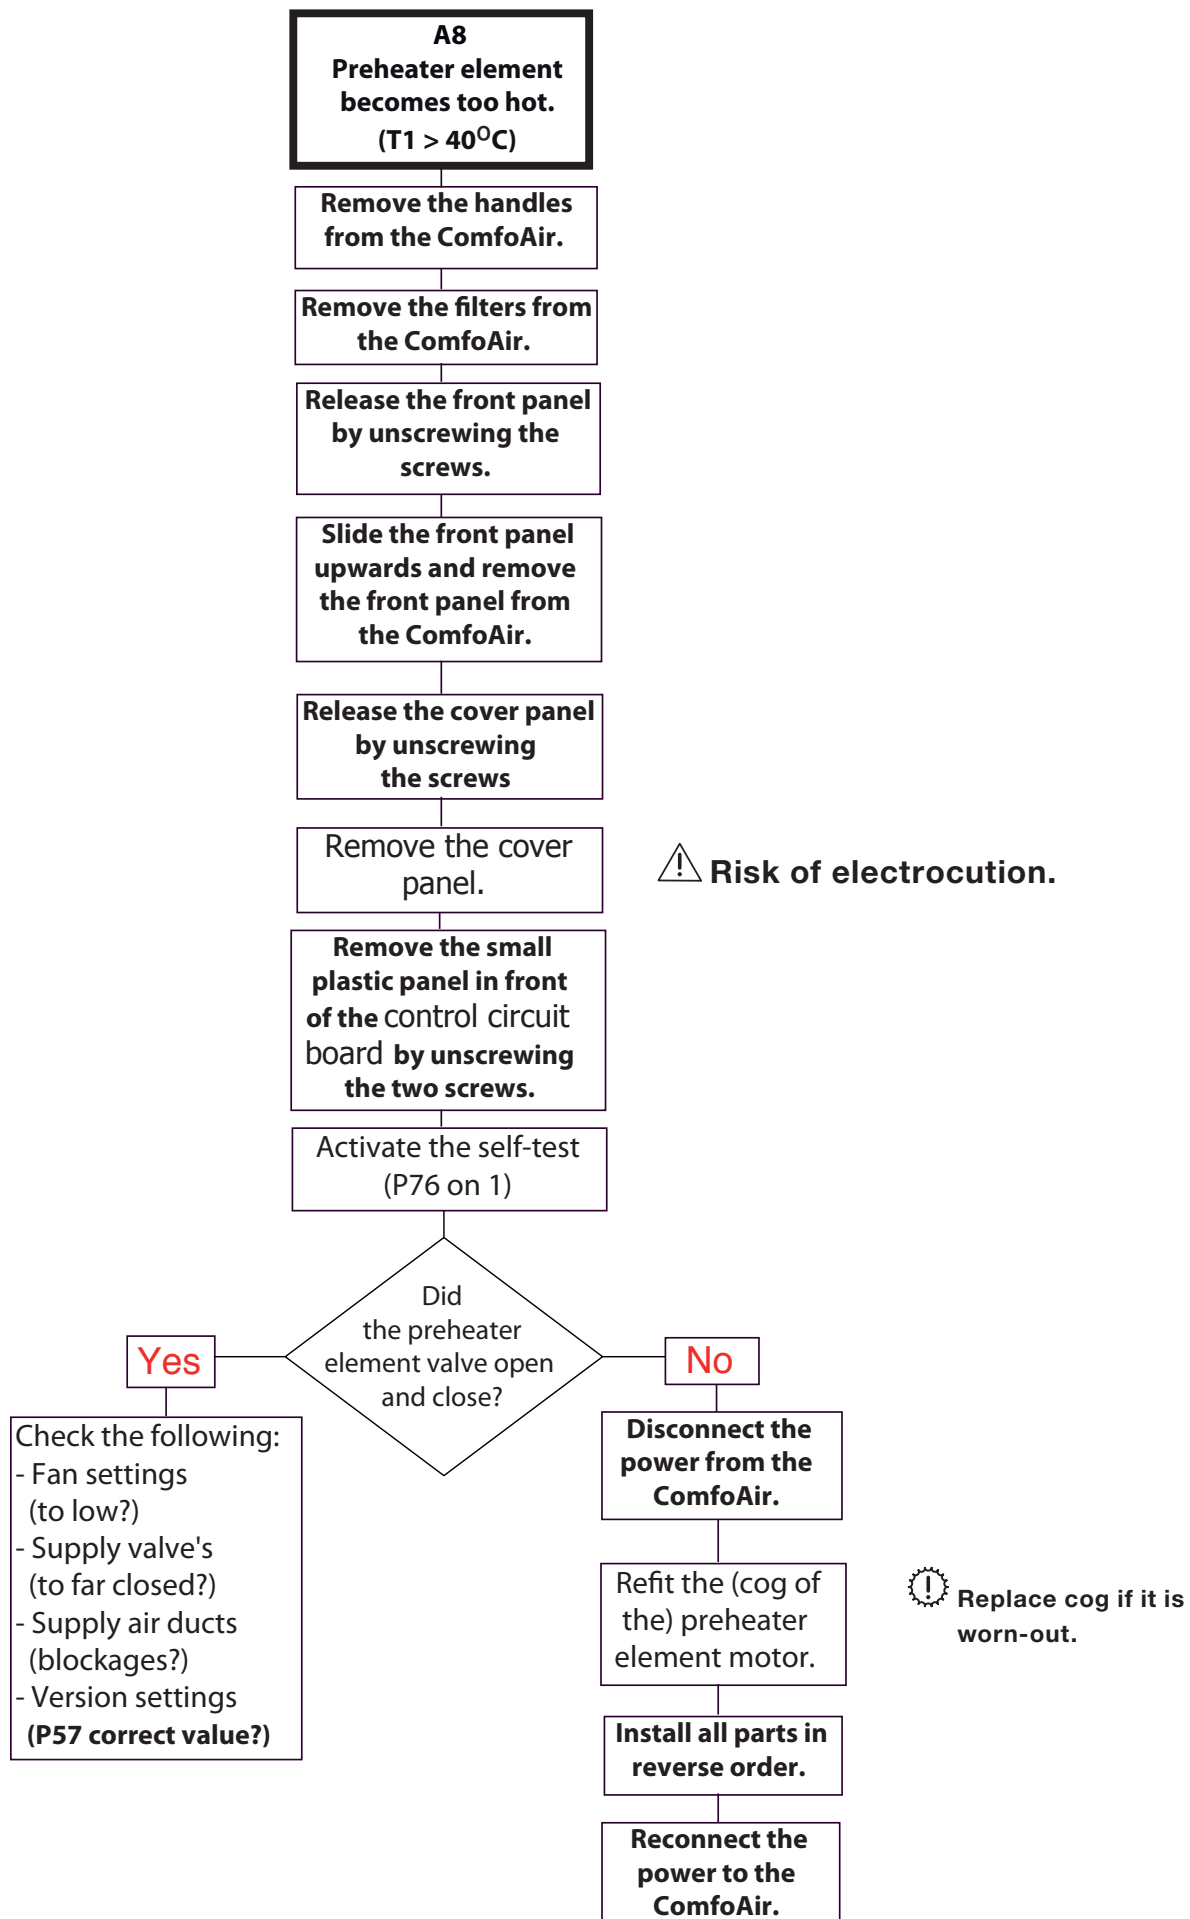 A8
Preheater element
becomes too hot.
(T1 > 40⁰C)
Remove the handles
from the ComfoAir.
Remove the filters from
the ComfoAir.
Release the front panel
by unscrewing the
screws.
Slide the front panel
upwards and remove
the front panel from
the ComfoAir.
Release the cover panel
by unscrewing
the screws
Remove the cover
panel.
Risk of electrocution.
Remove the small
plastic panel in front
of the control circuit
board by unscrewing
the two screws.
Activate the self-test
(P76 on 1)
Did
the preheater
element valve open
and close?
Yes
Check the following:
- Fan settings
(to low?)
- Supply valve's
(to far closed?)
- Supply air ducts
(blockages?)
- Version settings
(P57 correct value?)
No
Disconnect the
power from the
ComfoAir.
Refit the (cog of
the) preheater
element motor.
Replace cog if it is
worn-out.
Install all parts in
reverse order.
Reconnect the
power to the
ComfoAir.